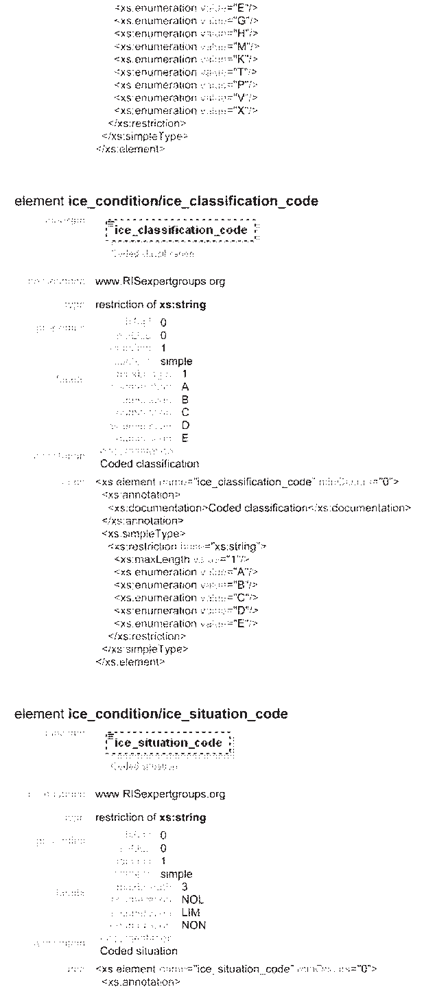 <xs:enumeration value="E"/>
<xs:enumeration value="G"/>
<xs:enumeration value="H"/>
<xs:enumeration value="M"/>
<xs:enumeration value="K"/>
<xs:enumeration value="T"/>
<xs:enumeration value="P"/>
<xs:enumeration value="V"/>
<xs:enumeration value="X"/>
</xs:restriction>
</xs:simpleType>
</xs:element>
element ice_condition/ice_classification_code
diagram
ice_classification_code
Coded classification
namespace www.RISexpertgroups.org
type restriction of xs:string
properties
isRef 0
minOcc 0
maxOcc 1
content simple
facets
maxLength 1
enumeration A
enumeration B
enumeration C
enumeration D
enumeration E
annotation
documentation
Coded classification
<xs:element name="ice_classification_code" minOccurs="0">
<xs:annotation>
<xs:documentation>Coded classification</xs:documentation>
</xs:annotation>
<xs:simpleType>
<xs:restriction base="xs:string">
<xs:maxLength value="1"/>
<xs:enumeration value="A"/>
<xs:enumeration value="B"/>
<xs:enumeration value="C"/>
<xs:enumeration value="D"/>
<xs:enumeration value="E"/>
</xs:restriction>
</xs:simpleType>
</xs:element>
element ice_condition/ice_situation_code
diagram
ice_situation_code
Coded situation
namespace www.RISexpertgroups.org
type restriction of xs:string
properties
isRef 0
minOcc 0
maxOcc 1
content simple
facets
maxLength 3
enumeration NOL
enumeration LIM
enumeration NON
annotation
documentation
Coded situation
<xs:element name="ice_situation_code" minOccurs="0">
<xs:annotation>